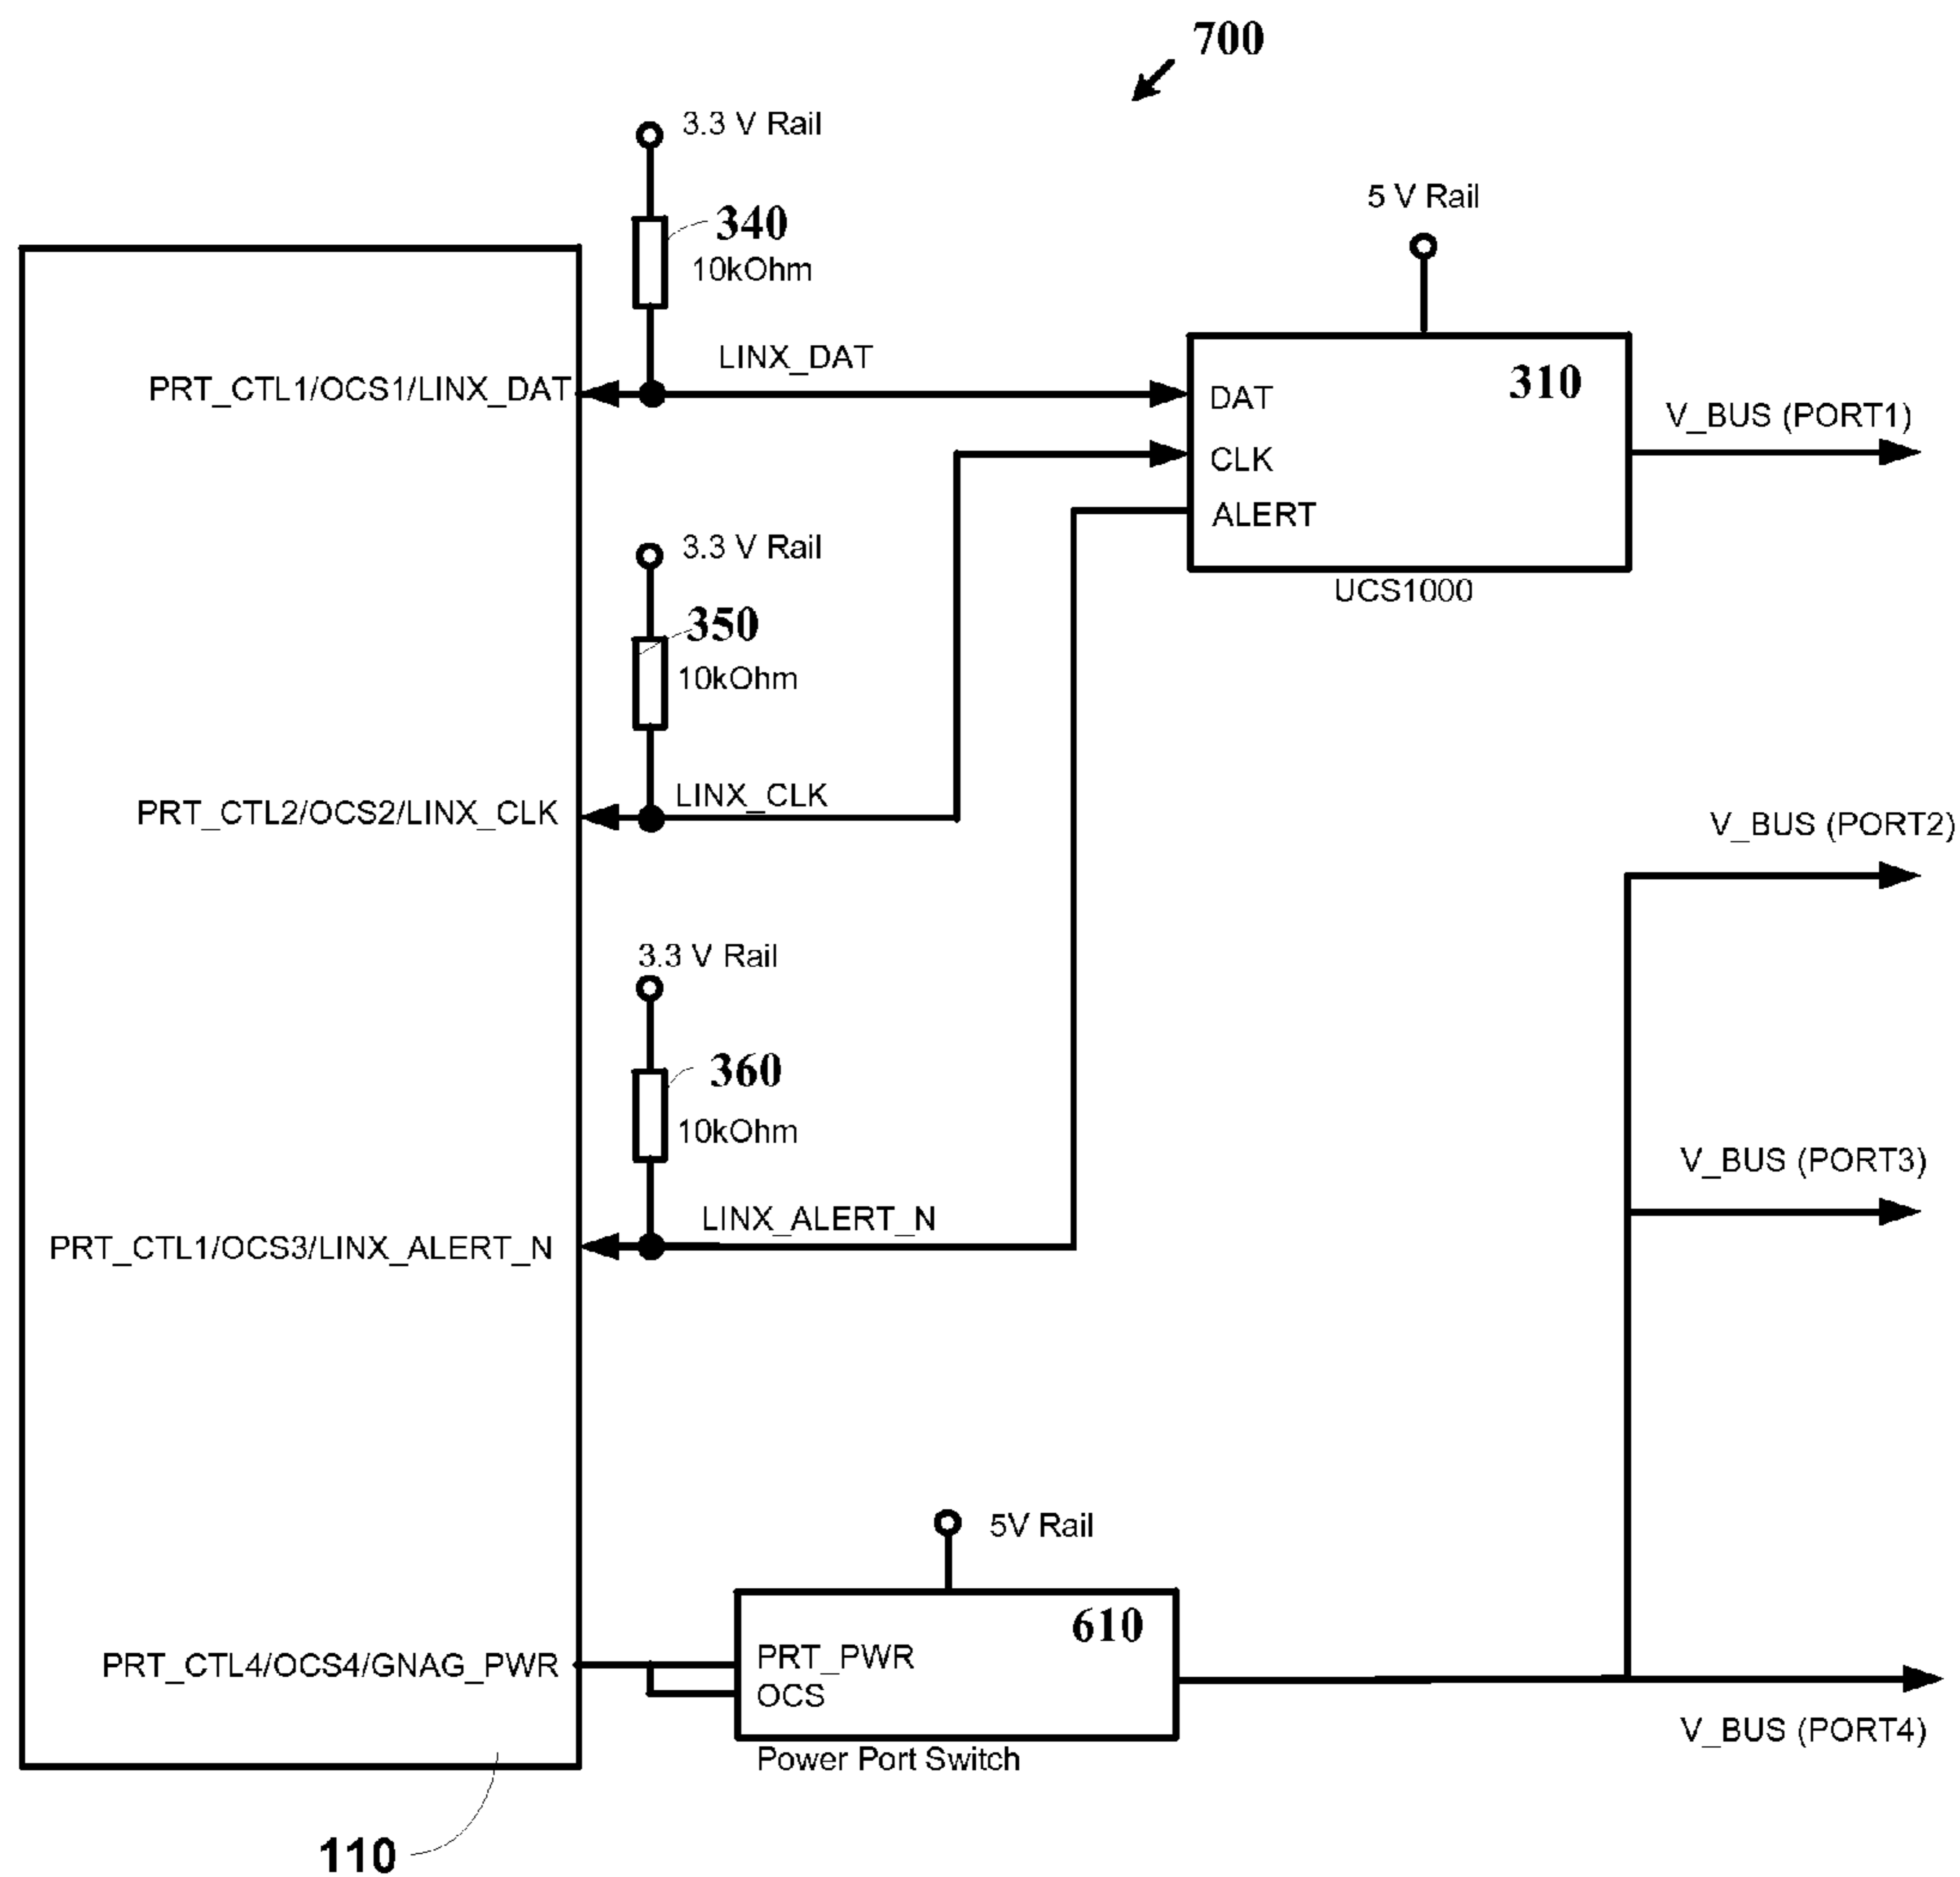 700
3.3 V Rail
340
10kOhm
5 V Rail
LINX_DAT
PRT_CTL1/OCS1/LINX_DAT
DAT
310
CLK
ALERT
V_BUS (PORT1)
UCS1000
3.3 V Rail
350
10kOhm
LINX_CLK
PRT_CTL2/OCS2/LINX_CLK
V_BUS (PORT2)
3.3 V Rail
360
10kOhm
LINX_ALERT_N
PRT_CTL1/OCS3/LINX_ALERT_N
V_BUS (PORT3)
5V Rail
610
PRT_CTL4/OCS4/GNAG_PWR
PRT_PWR
OCS
V_BUS (PORT4)
Power Port Switch
110